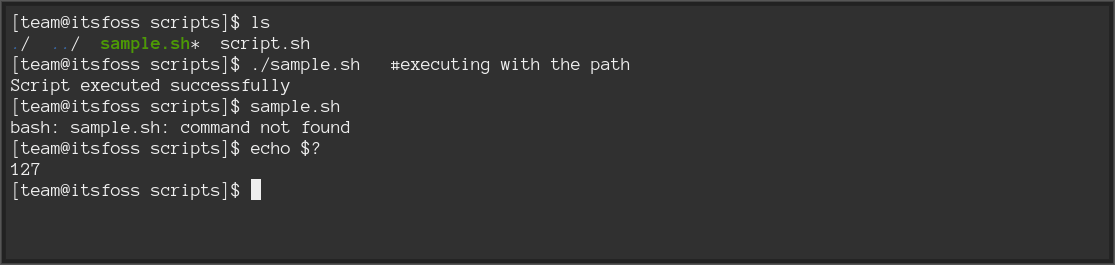 [team@itsfoss scripts]$ ls
./  ../  sample.sh*  script.sh
[team@itsfoss scripts]$ ./sample.sh   #executing with the path
Script executed successfully
[team@itsfoss scripts]$ sample.sh
bash: sample.sh: command not found
[team@itsfoss scripts]$ echo $?
127
[team@itsfoss scripts]$